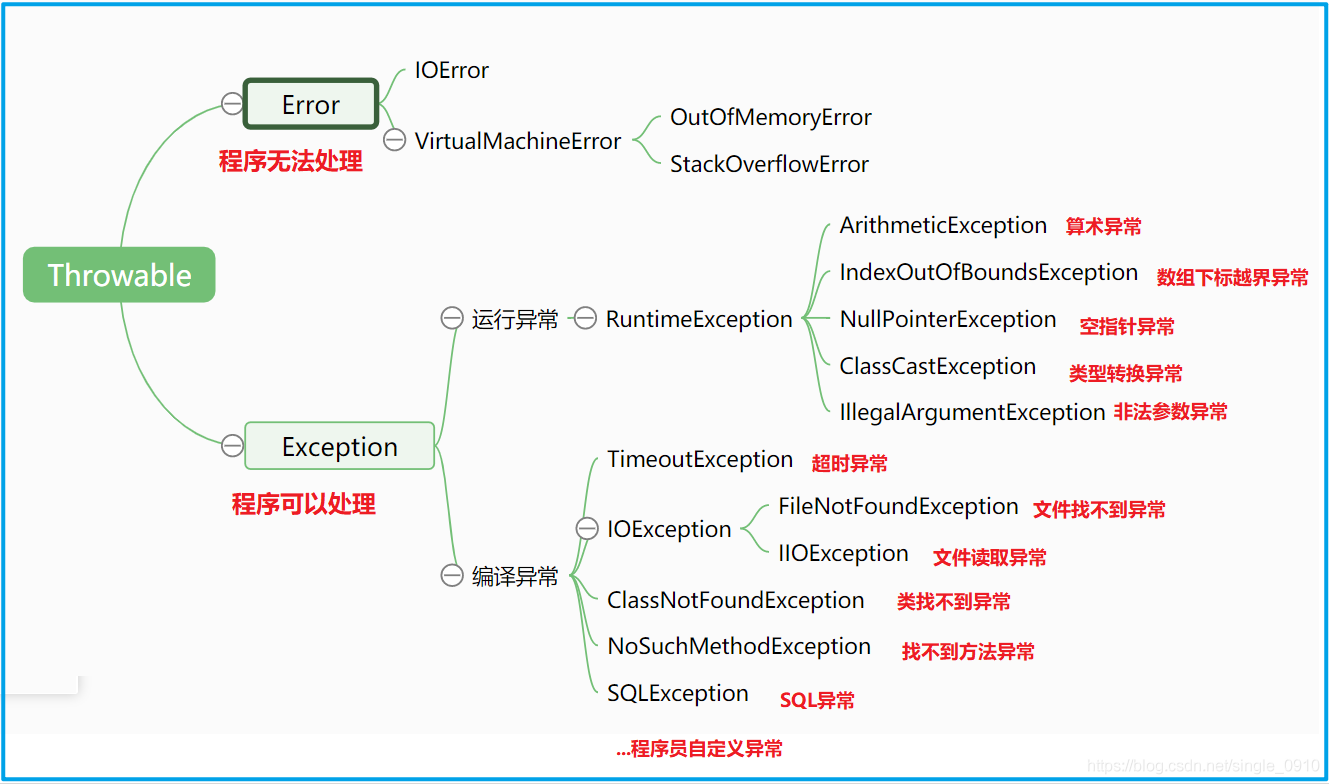 IOError
Error
OutOfMemoryError
VirtualMachineError
程序无法处理
StackOverflowError
ArithmeticException 算术异常
Throwable
IndexOutOfBoundsException 数组下标越界异常
运行异常 RuntimeException NullPointerException 空指针异常
ClassCastException 类型转换异常
IllegalArgumentException 非法参数异常
Exception
TimeoutException 超时异常
程序可以处理
FileNotFoundException 文件找不到异常
IOException
IIOException 文件读取异常
编译异常
ClassNotFoundException 类找不到异常
NoSuchMethodException 找不到方法异常
SQLException SQL异常
...程序员自定义异常
https://blog.csdn.net/single_0910